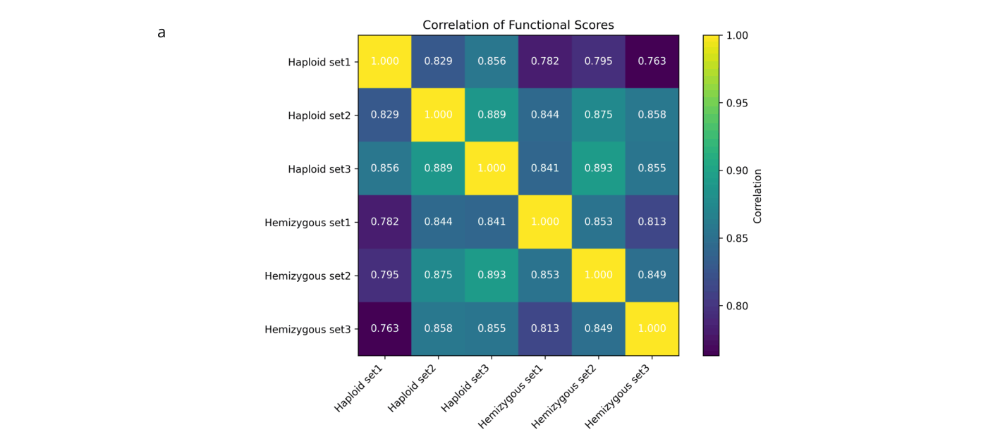 a
Correlation of Functional Scores
Haploid set1 1.000 0.829 0.856 0.782 0.795 0.763
Haploid set2 0.829 1.000 0.889 0.844 0.875 0.858
Haploid set3 0.856 0.889 1.000 0.841 0.893 0.855
Hemizygous set1 0.782 0.844 0.841 1.000 0.853 0.813
Hemizygous set2 0.795 0.875 0.893 0.853 1.000 0.849
Hemizygous set3 0.763 0.858 0.855 0.813 0.849 1.000
Haploid set1
Haploid set2
Haploid set3
Hemizygous set1
Hemizygous set2
Hemizygous set3
1.00
0.95
0.90
0.85
0.80
Correlation